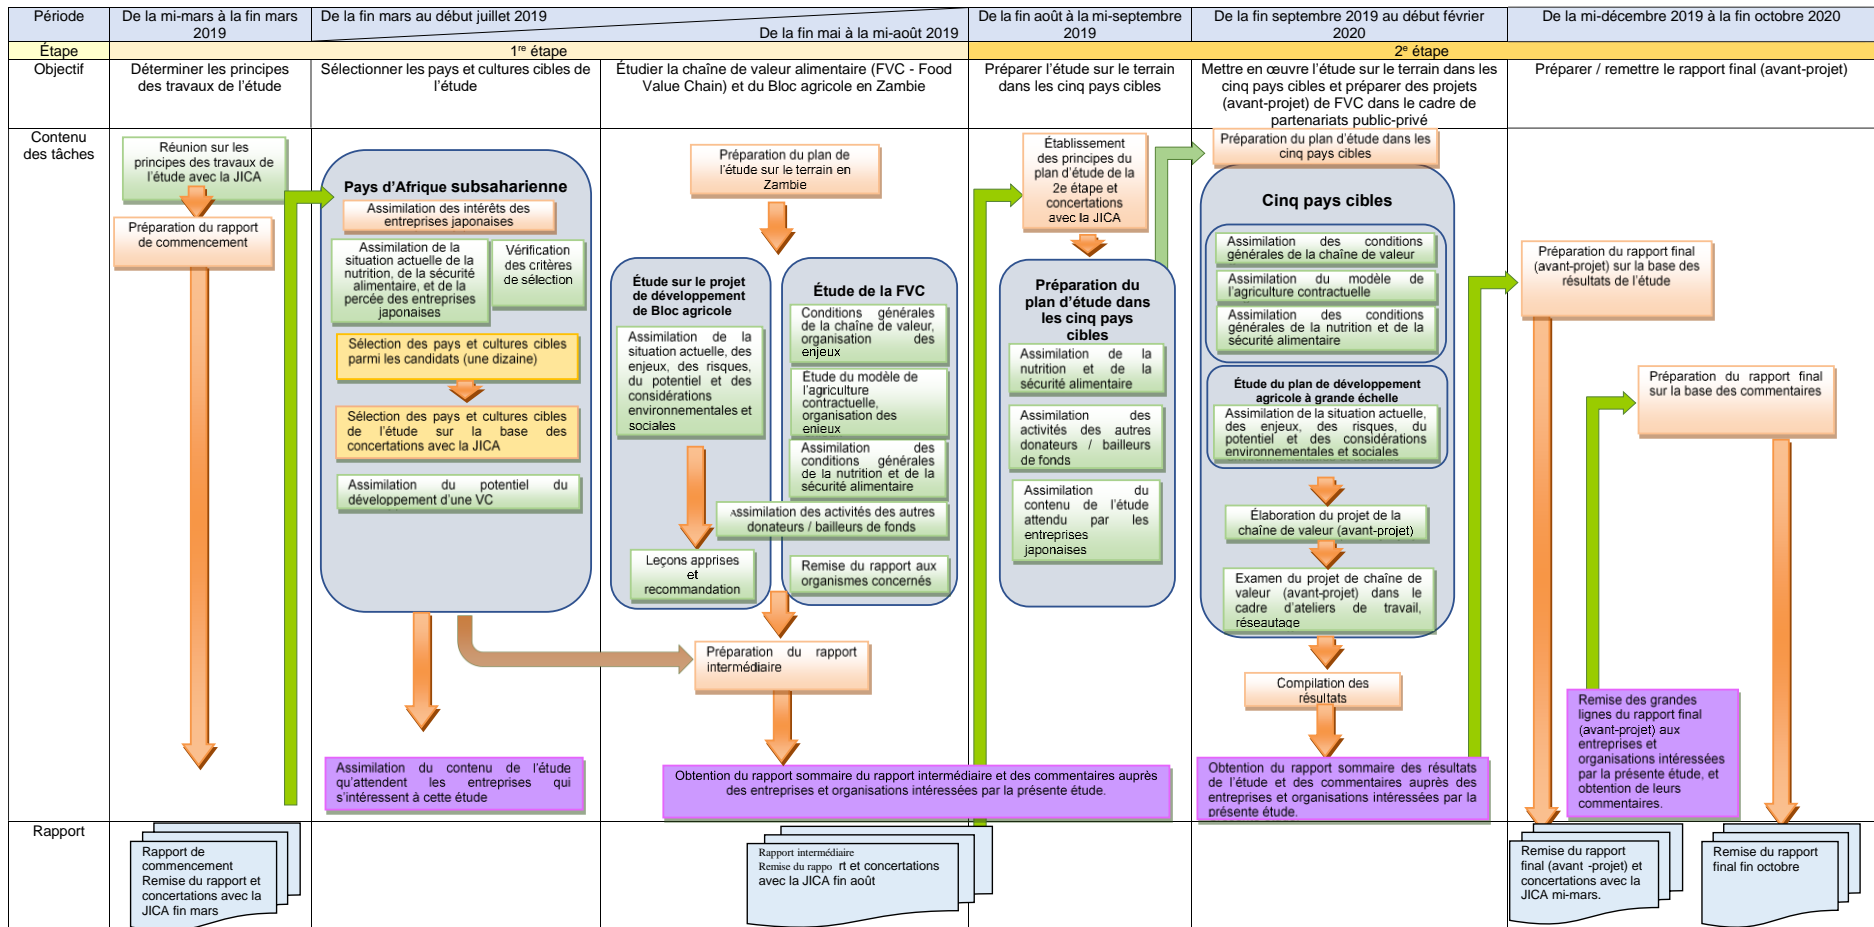 Période
De la mi-mars à la fin mars
2019
De la fin mars au début juillet 2019
De la fin mai à la mi-août 2019
De la fin août à la mi-septembre
2019
De la fin septembre 2019 au début février
2020
De la mi-décembre 2019 à la fin octobre 2020
Étape
1re étape
2e étape
Objectif
Déterminer les principes
des travaux de l'étude
Sélectionner les pays et cultures cibles de
l'étude
Étudier la chaîne de valeur alimentaire (FVC - Food
Value Chain) et du Bloc agricole en Zambie
Préparer l'étude sur le terrain
dans les cinq pays cibles
Mettre en œuvre l'étude sur le terrain dans les
cinq pays cibles et préparer des projets
(avant-projet) de FVC dans le cadre de
partenariats public-privé
Préparer / remettre le rapport final (avant-projet)
Contenu
des tâches
Réunion sur les
principes des travaux de
l'étude avec la JICA
Préparation du rapport
de commencement
Pays d'Afrique subsaharienne
Assimilation des intérêts des
entreprises japonaises
Assimilation de la
situation actuelle de la
nutrition, de la sécurité
alimentaire, et de la
percée des entreprises
japonaises
Vérification
des critères
de sélection
Sélection des pays et cultures cibles
parmi les candidats (une dizaine)
Sélection des pays et cultures cibles
de l'étude sur la base des
concertations avec la JICA
Assimilation du potentiel du
développement d'une VC
Assimilation du contenu de l'étude
qu'attendent les entreprises qui
s'intéressent à cette étude
Préparation du plan de
l'étude sur le terrain en
Zambie
Étude sur le projet
de développement
de Bloc agricole
Assimilation de la
situation actuelle, des
enjeux, des risques,
du potentiel et des
considérations
environnementales et
sociales
Leçons apprises
et
recommandation
Étude de la FVC
Conditions générales
de la chaîne de valeur,
organisation des
enjeux
Étude du modèle de
l'agriculture
contractuelle,
organisation des
enjeux
Assimilation des
conditions générales
de la nutrition et de la
sécurité alimentaire
Assimilation des activités des autres
donateurs / bailleurs de fonds
Remise du rapport aux
organismes concernés
Préparation du rapport
intermédiaire
Obtention du rapport sommaire du rapport intermédiaire et des commentaires auprès
des entreprises et organisations intéressées par la présente étude.
Établissement
des principes du
plan d'étude de la
2e étape et
concertations
avec la JICA
Préparation du
plan d'étude dans
les cinq pays
cibles
Assimilation de la
nutrition et de la
sécurité alimentaire
Assimilation des
activités des autres
donateurs / bailleurs
de fonds
Assimilation du
contenu de l'étude
attendu par les
entreprises
japonaises
Préparation du plan d'étude dans les
cinq pays cibles
Cinq pays cibles
Assimilation des conditions
générales de la chaîne de valeur
Assimilation du modèle de
l'agriculture contractuelle
Assimilation des conditions
générales de la nutrition et de la
sécurité alimentaire
Étude du plan de développement
agricole à grande échelle
Assimilation de la situation actuelle,
des enjeux, des risques, du
potentiel et des considérations
environnementales et sociales
Élaboration du projet de la
chaîne de valeur (avant-projet)
Examen du projet de chaîne de
valeur (avant-projet) dans le
cadre d'ateliers de travail,
réseautage
Compilation des
résultats
Obtention du rapport sommaire des résultats
de l'étude et des commentaires auprès des
entreprises et organisations intéressées par la
présente étude.
Préparation du rapport final
(avant-projet) sur la base des
résultats de l'étude
Préparation du rapport final
sur la base des commentaires
Remise des grandes
lignes du rapport final
(avant-projet) aux
entreprises et
organisations intéressées
par la présente étude, et
obtention de leurs
commentaires.
Rapport
Rapport de
commencement
Remise du rapport et
concertations avec la
JICA fin mars
Rapport intermédiaire
Remise du rappo rt et concertations
avec la JICA fin août
Remise du rapport
final (avant -projet) et
concertations avec la
JICA mi-mars.
Remise du rapport
final fin octobre